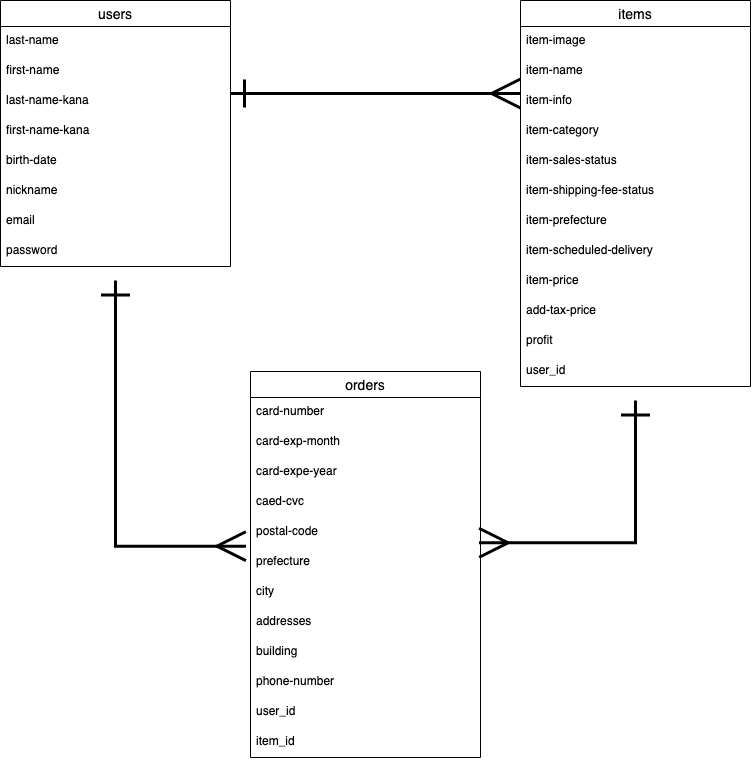 users
last-name
first-name
last-name-kana
first-name-kana
birth-date
nickname
email
password
items
item-image
item-name
item-info
item-category
item-sales-status
item-shipping-fee-status
item-prefecture
item-scheduled-delivery
item-price
add-tax-price
profit
user_id
orders
card-number
card-exp-month
card-expe-year
caed-cvc
postal-code
prefecture
city
addresses
building
phone-number
user_id
item_id